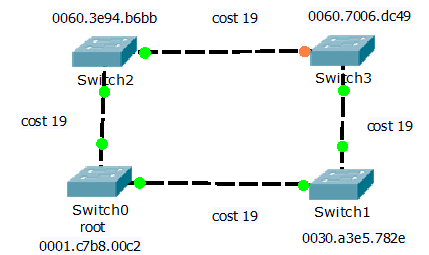 0060.3e94.b6bb
cost 19
0060.7006.dc49
Switch2
Switch3
cost 19
cost 19
Switch0
root
0001.c7b8.00c2
cost 19
Switch1
0030.a3e5.782e